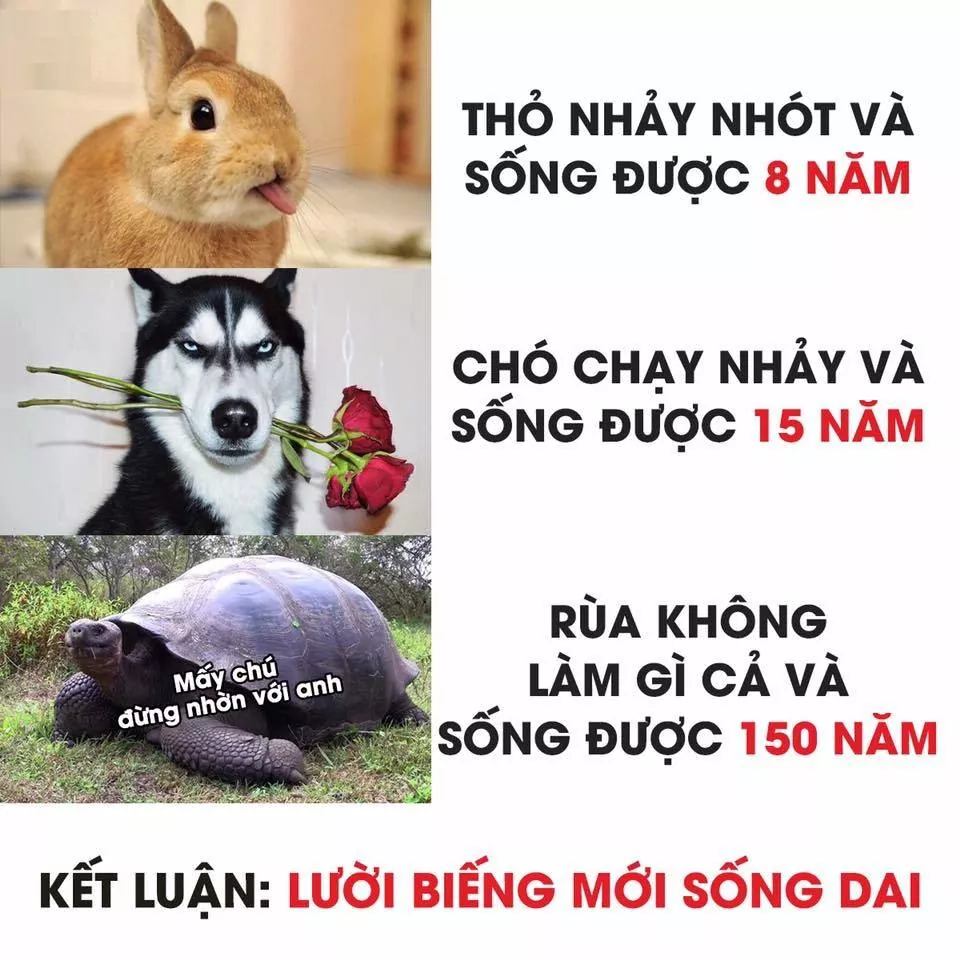 THỎ NHẢY NHÓT VÀ
SỐNG ĐƯỢC 8 NĂM
CHÓ CHẠY NHẢY VÀ
SỐNG ĐƯỢC 15 NĂM
Mấy chú
đừng nhờn với anh
RÙA KHÔNG
LÀM GÌ CẢ VÀ
SỐNG ĐƯỢC 150 NĂM
KẾT LUẬN: LƯỜI BIẾNG MỚI SỐNG DAI